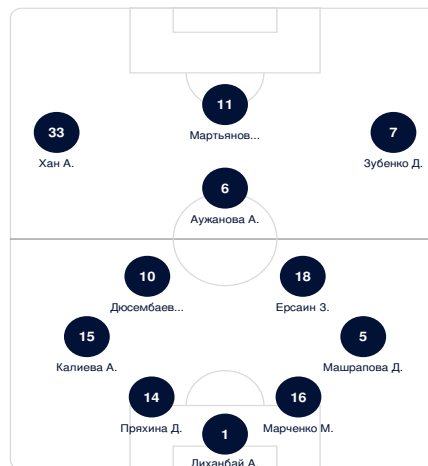 11
Мартьянов...
33
Хан А.
7
Зубенко Д.
6
Аужанова А.
10
Дюсембаев...
18
Ерсаин З.
15
Калиева А.
5
Машрапова Д.
14
Пряхина Д.
16
Марченко М.
1
Лиханбай А.